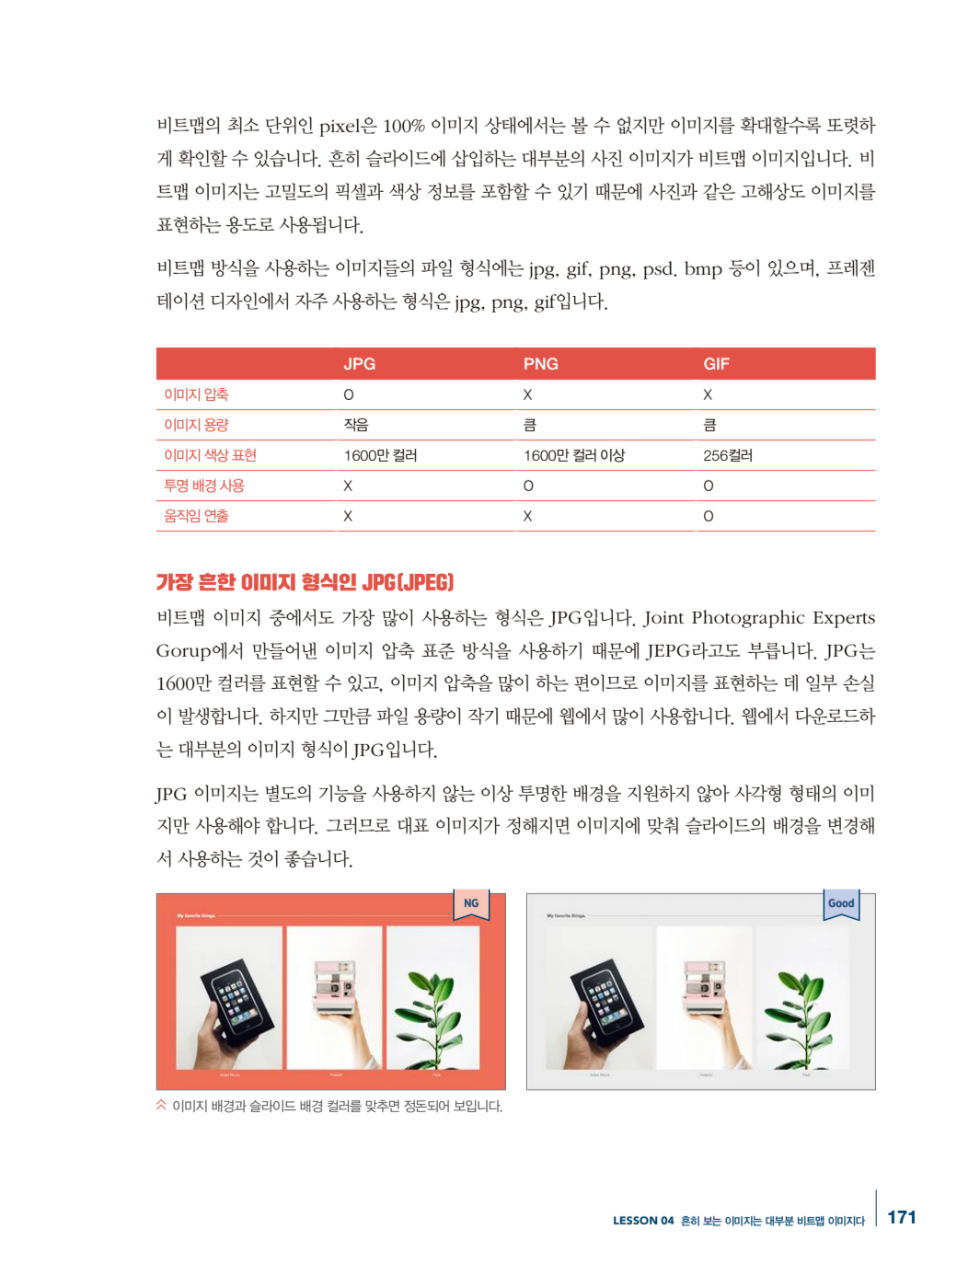 비트맵의 최소 단위인 pixel은 100% 이미지 상태에서는 볼 수 없지만 이미지를 확대할수록 또렷하
게 확인할 수 있습니다. 흔히 슬라이드에 삽입하는 대부분의 사진 이미지가 비트맵 이미지입니다. 비
트맵 이미지는 고밀도의 픽셀과 색상 정보를 포함할 수 있기 때문에 사진과 같은 고해상도 이미지를
표현하는 용도로 사용됩니다.
비트맵 방식을 사용하는 이미지들의 파일 형식에는 jpg, gif, png, psd. bmp 등이 있으며, 프레젠
테이션 디자인에서 자주 사용하는 형식은 jpg, png, gif입니다.
JPG PNG GIF
이미지 압축 O X X
이미지 용량 작음 큼 큼
이미지 색상 표현 1600만 컬러 1600만 컬러 이상 256컬러
투명 배경 사용 X O O
움직임 연출 X X O
가장 흔한 이미지 형식인 JPG(JPEG)
비트맵 이미지 중에서도 가장 많이 사용하는 형식은 JPG입니다. Joint Photographic Experts
Gorup에서 만들어낸 이미지 압축 표준 방식을 사용하기 때문에 JEPG라고도 부릅니다. JPG는
1600만 컬러를 표현할 수 있고, 이미지 압축을 많이 하는 편이므로 이미지를 표현하는 데 일부 손실
이 발생합니다. 하지만 그만큼 파일 용량이 작기 때문에 웹에서 많이 사용합니다. 웹에서 다운로드하
는 대부분의 이미지 형식이 JPG입니다.
JPG 이미지는 별도의 기능을 사용하지 않는 이상 투명한 배경을 지원하지 않아 사각형 형태의 이미
지만 사용해야 합니다. 그러므로 대표 이미지가 정해지면 이미지에 맞춰 슬라이드의 배경을 변경해
서 사용하는 것이 좋습니다.
NG
My favorite things.
Good
My favorite things.
이미지 배경과 슬라이드 배경 컬러를 맞추면 정돈되어 보입니다.
LESSON 04 흔히 보는 이미지는 대부분 비트맵 이미지다 171